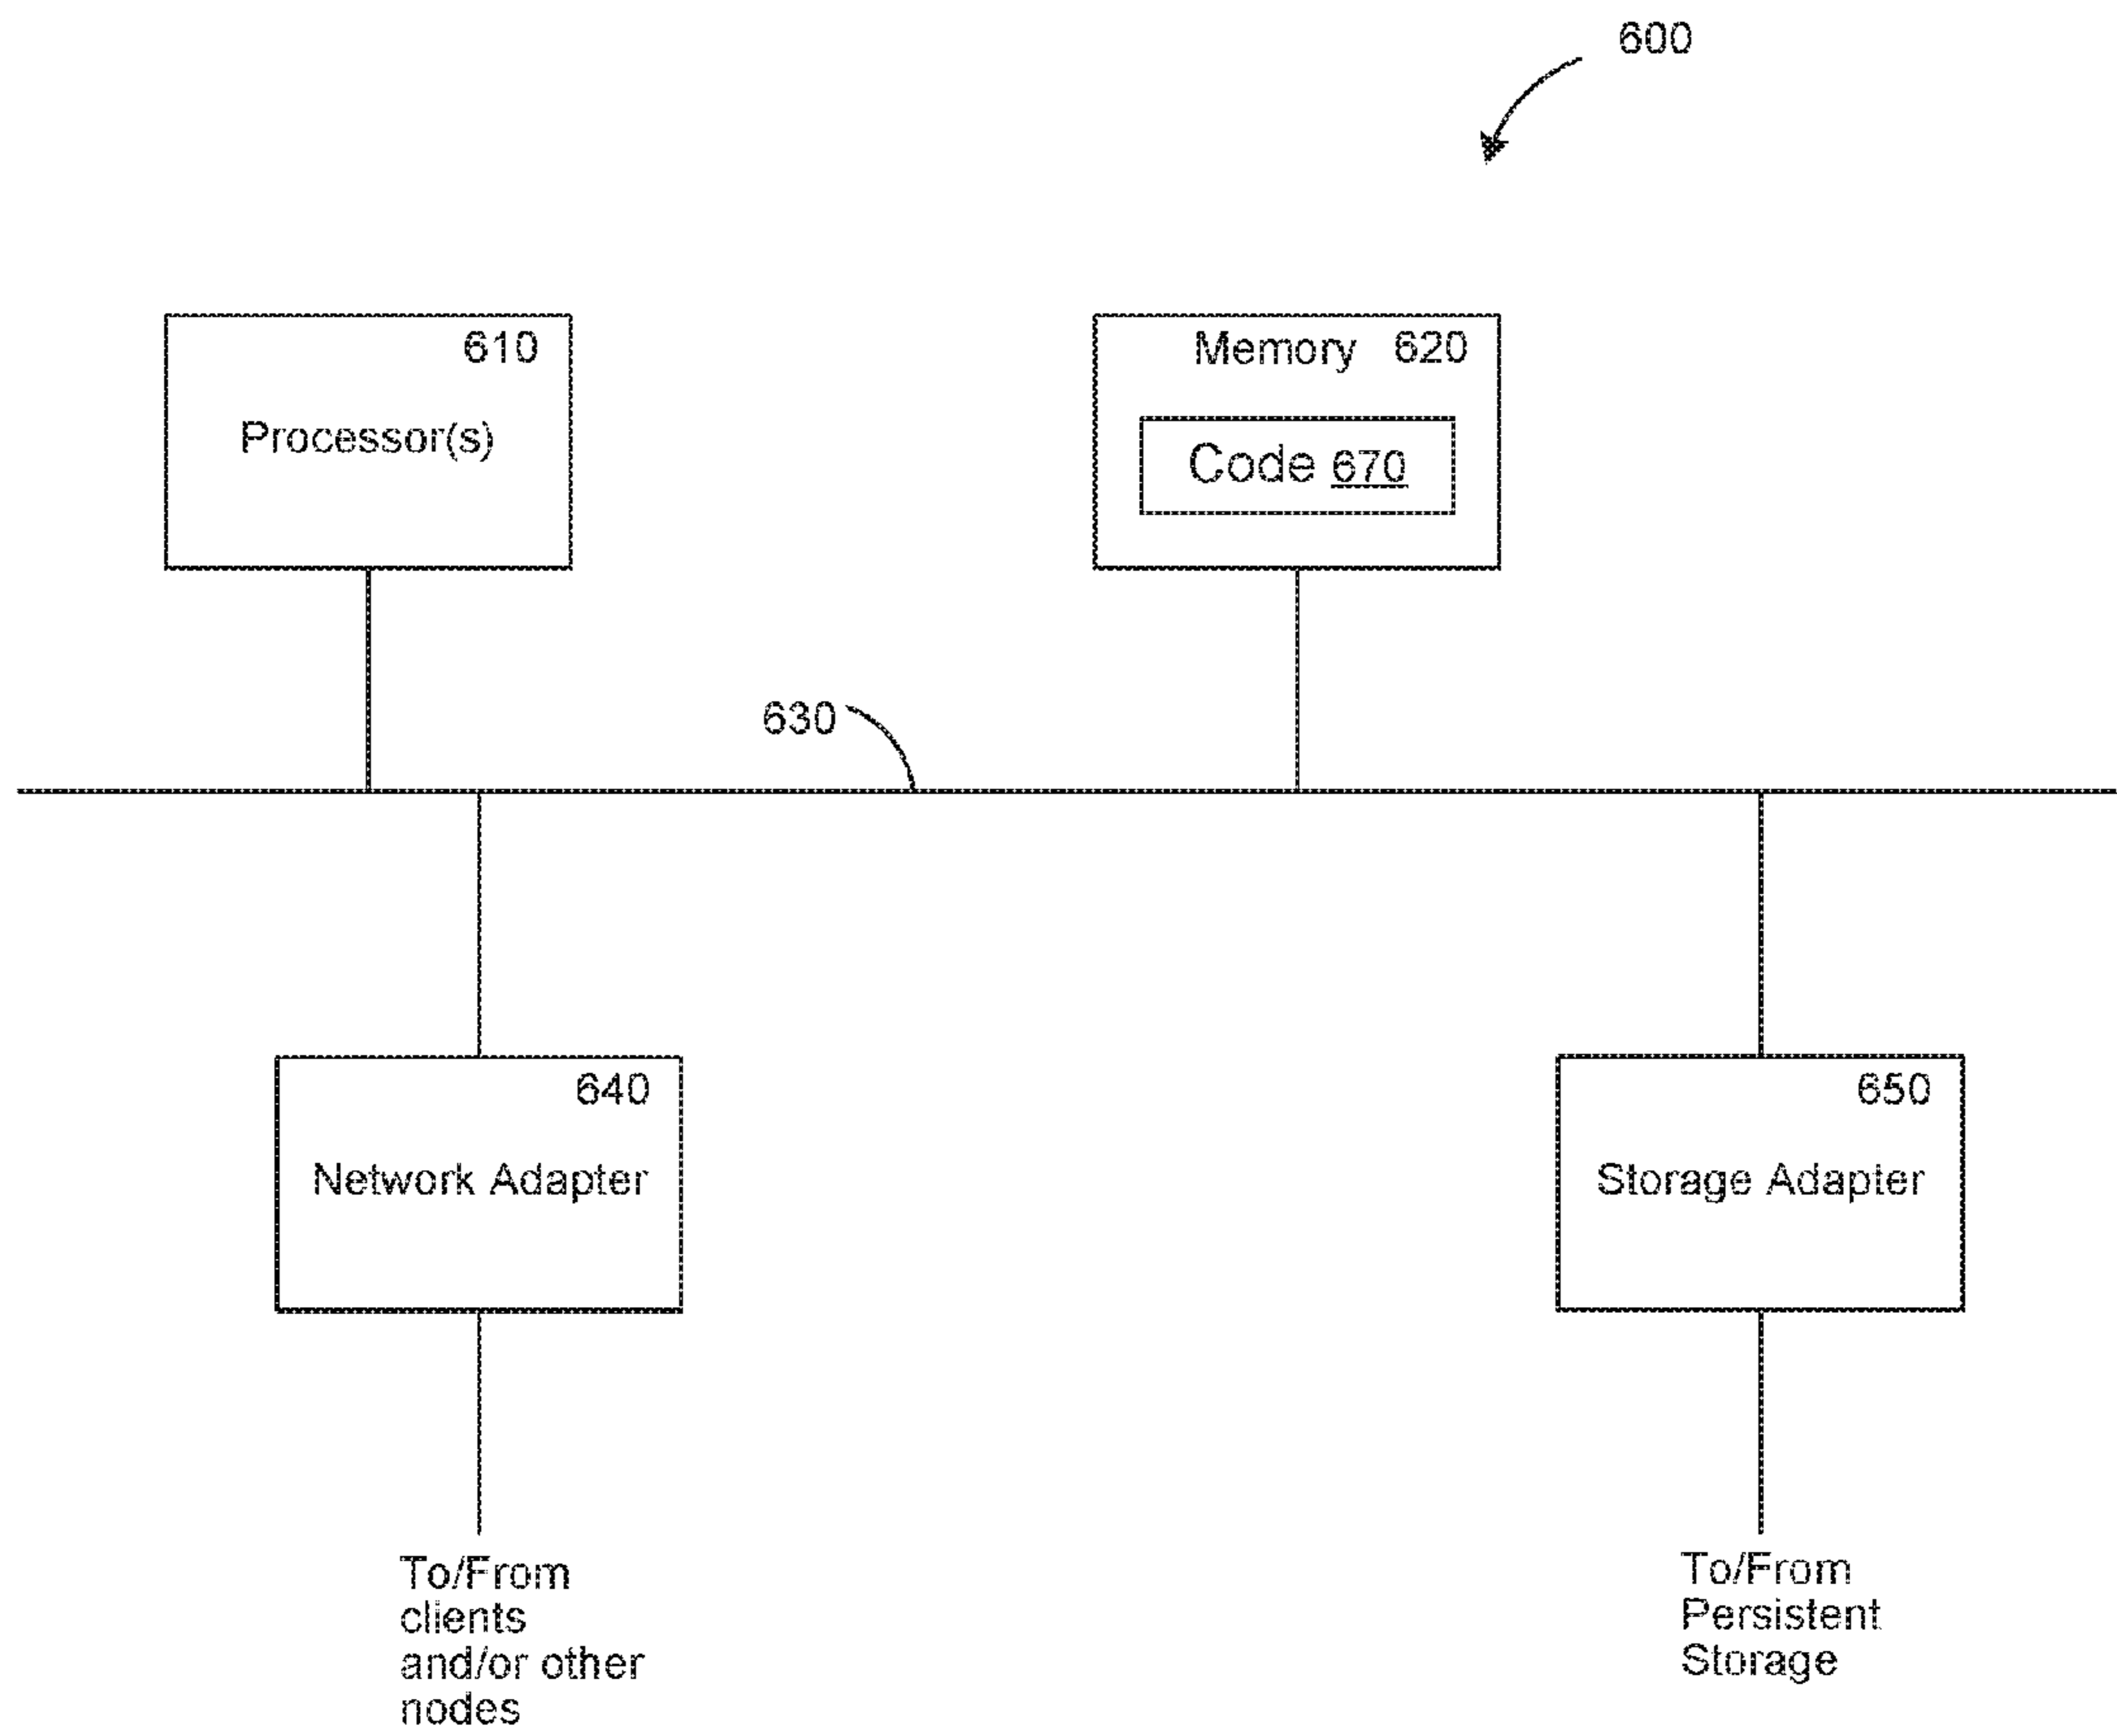 600
610
Processor(s)
Memory 620
Code 670
630
640
Network Adapter
650
Storage Adapter
To/From
clients
and/or other
nodes
To/From
Persistent
Storage